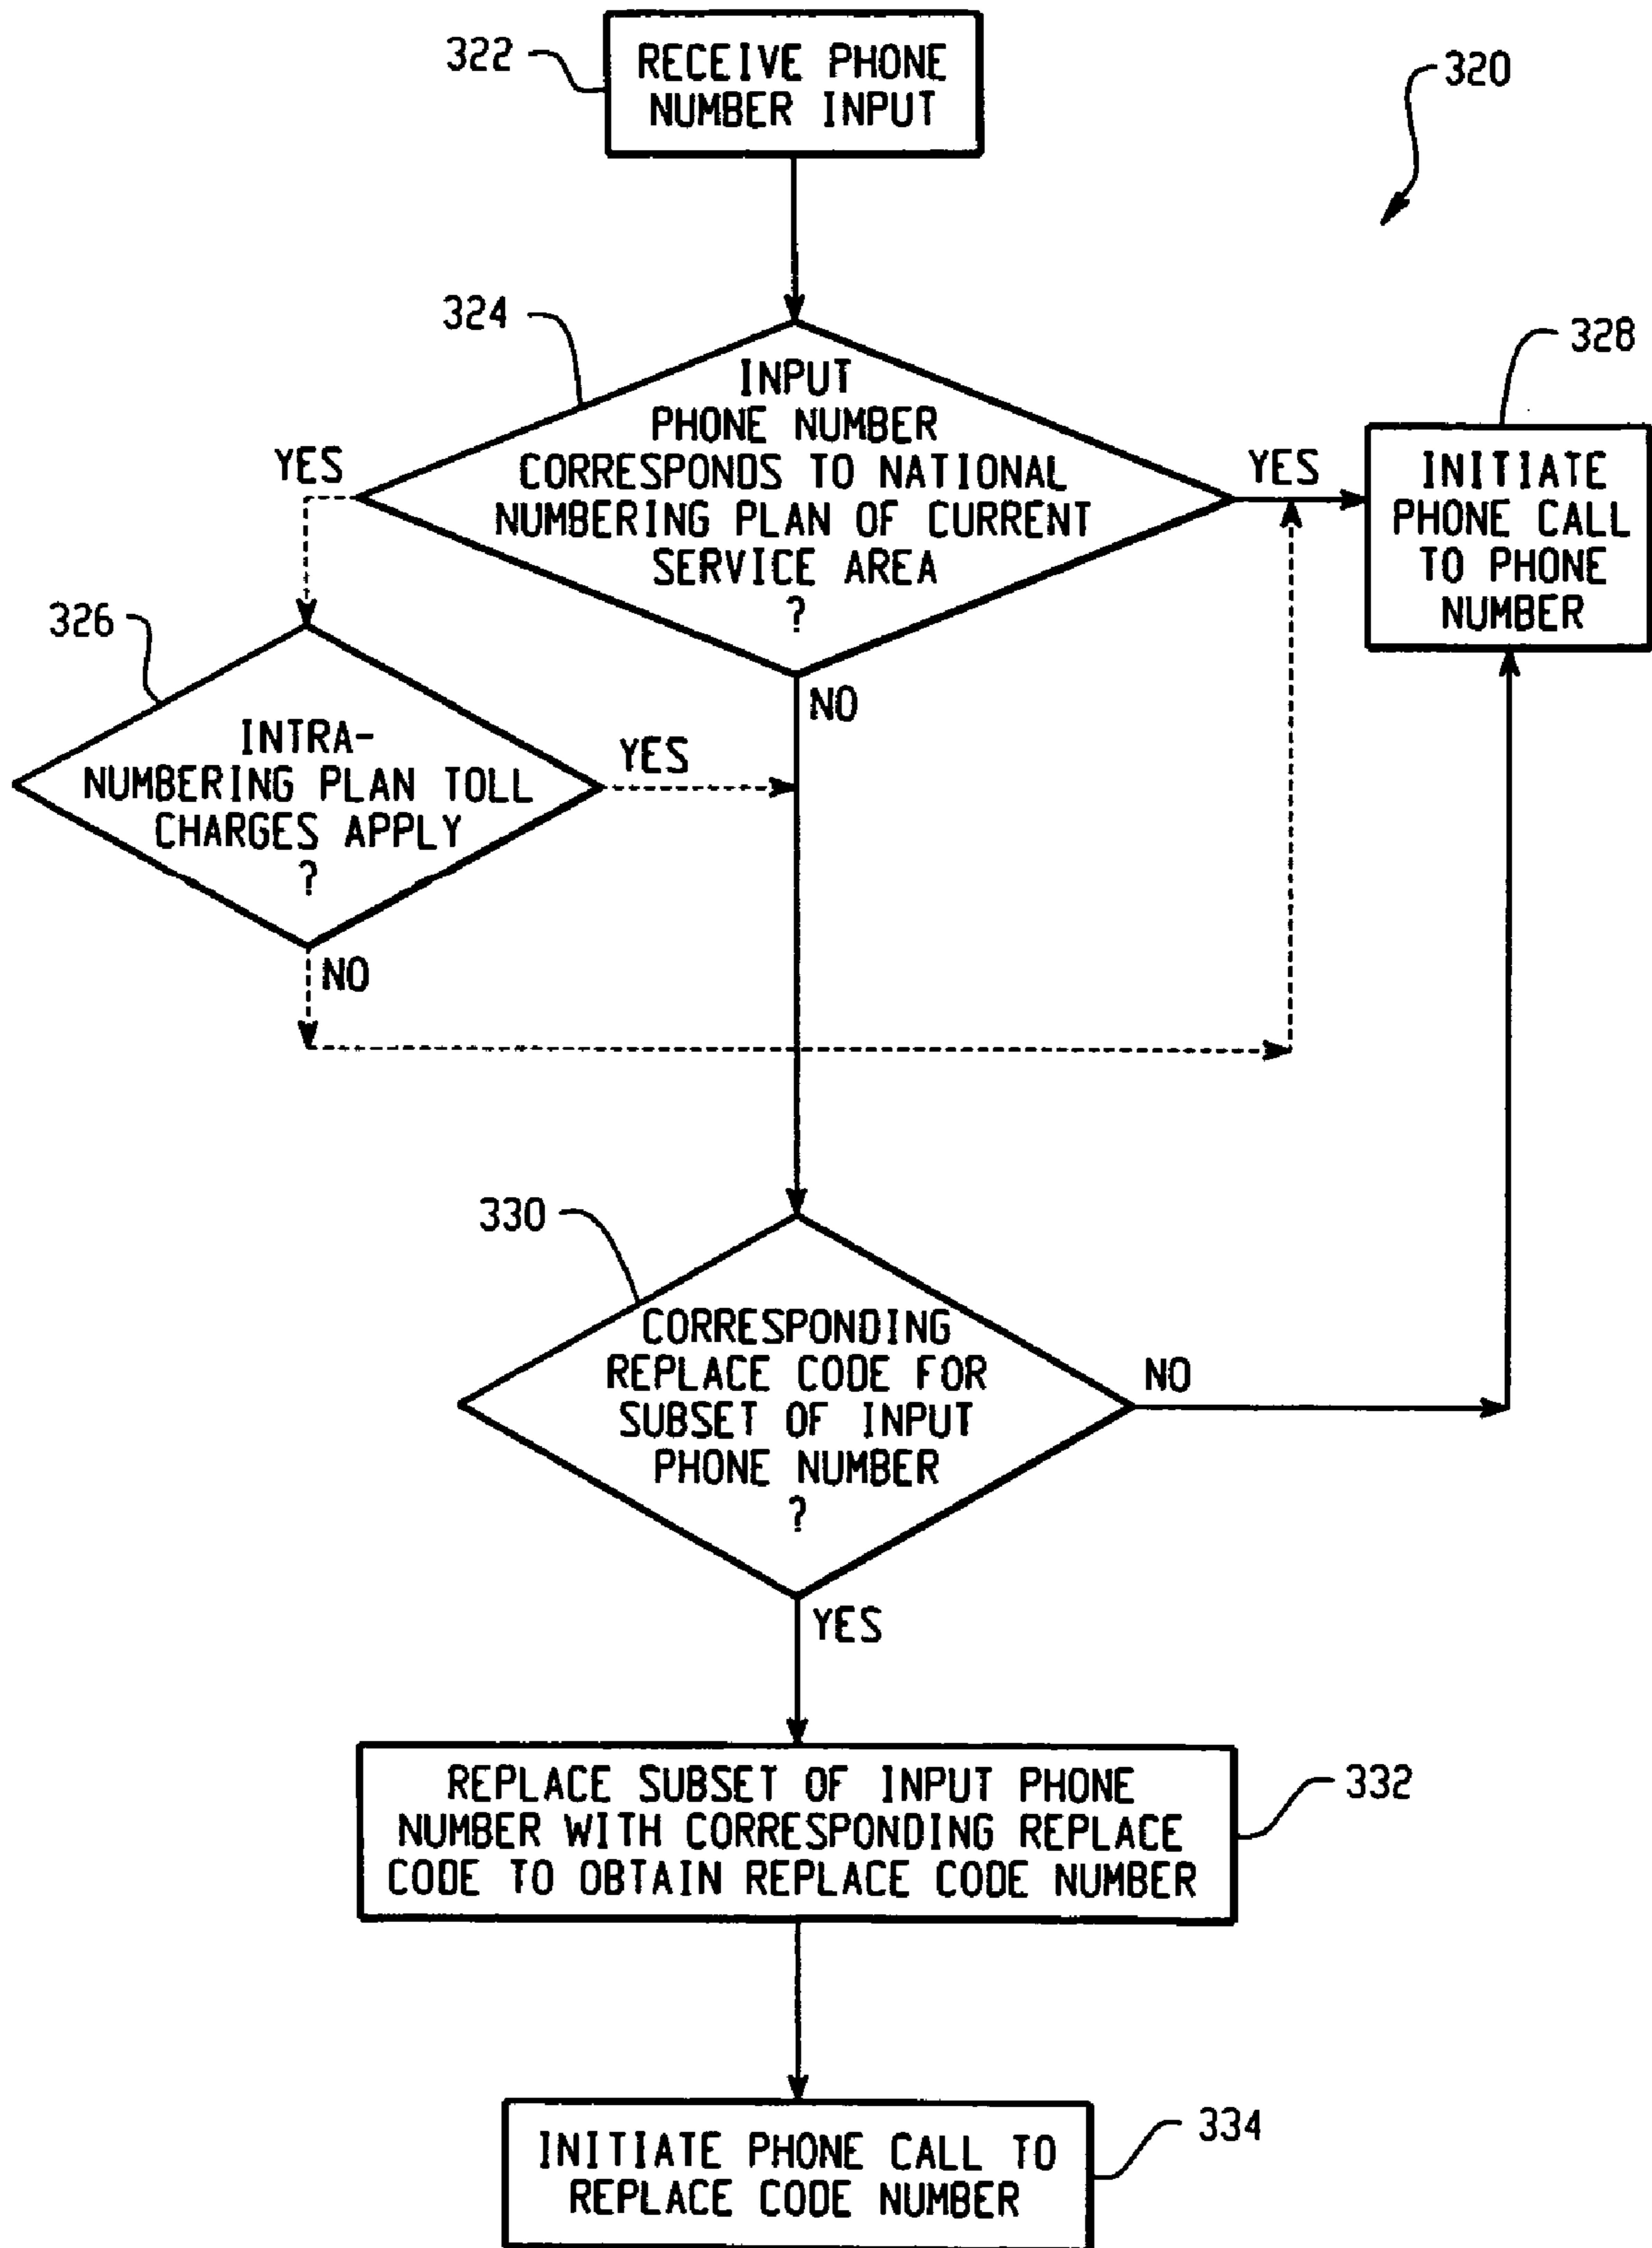 322
RECEIVE PHONE
NUMBER INPUT
320
324
INPUT
PHONE NUMBER
CORRESPONDS TO NATIONAL
NUMBERING PLAN OF CURRENT
SERVICE AREA
?
YES
YES
328
INITIATE
PHONE CALL
TO PHONE
NUMBER
326
NO
INTRA-
NUMBERING PLAN TOLL
CHARGES APPLY
?
YES
NO
330
CORRESPONDING
REPLACE CODE FOR
SUBSET OF INPUT
PHONE NUMBER
?
NO
YES
REPLACE SUBSET OF INPUT PHONE
NUMBER WITH CORRESPONDING REPLACE
CODE TO OBTAIN REPLACE CODE NUMBER
332
INITIATE PHONE CALL TO
REPLACE CODE NUMBER
334